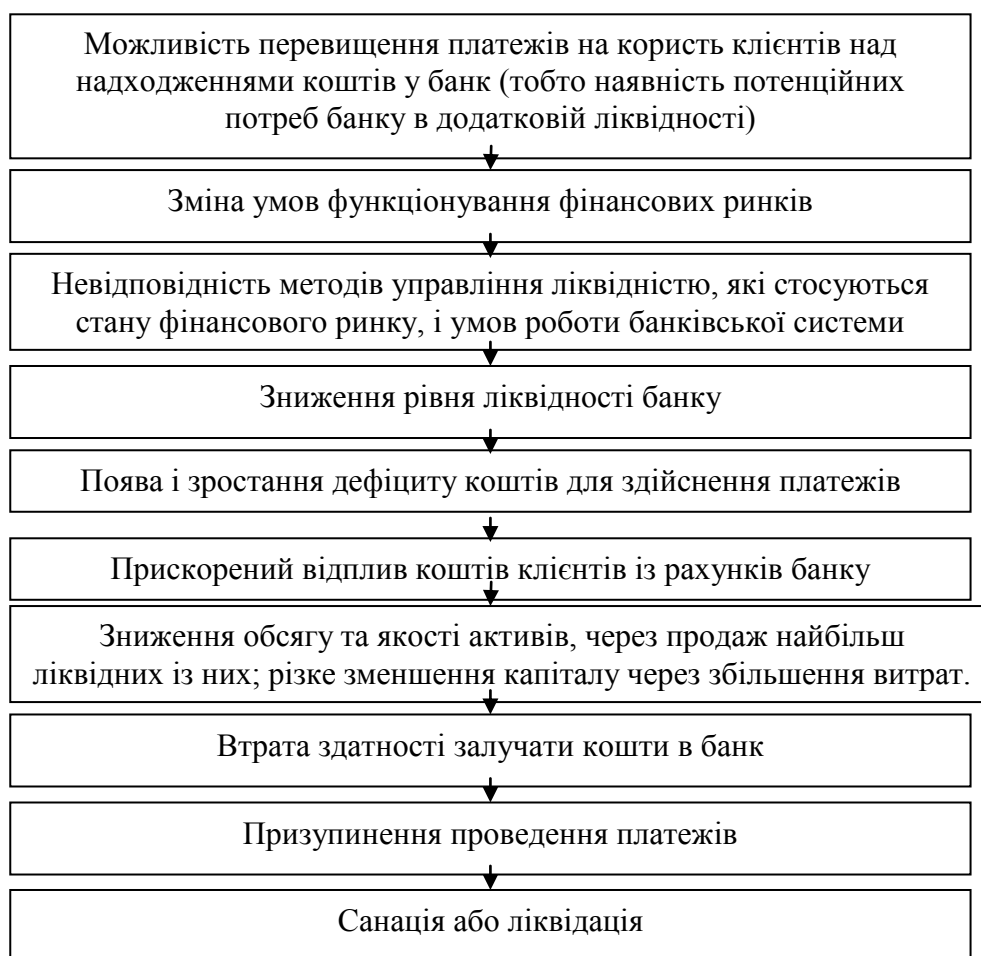 Можливість перевищення платежів на користь клієнтів над
надходженнями коштів у банк (тобто наявність потенційних
потреб банку в додатковій ліквідності)
Зміна умов функціонування фінансових ринків
Невідповідність методів управління ліквідністю, які стосуються
стану фінансового ринку, і умов роботи банківської системи
Зниження рівня ліквідності банку
Поява і зростання дефіциту коштів для здійснення платежів
Прискорений відплив коштів клієнтів із рахунків банку
Зниження обсягу та якості активів, через продаж найбільш
ліквідних із них; різке зменшення капіталу через збільшення витрат.
Втрата здатності залучати кошти в банк
Призупинення проведення платежів
Санація або ліквідація